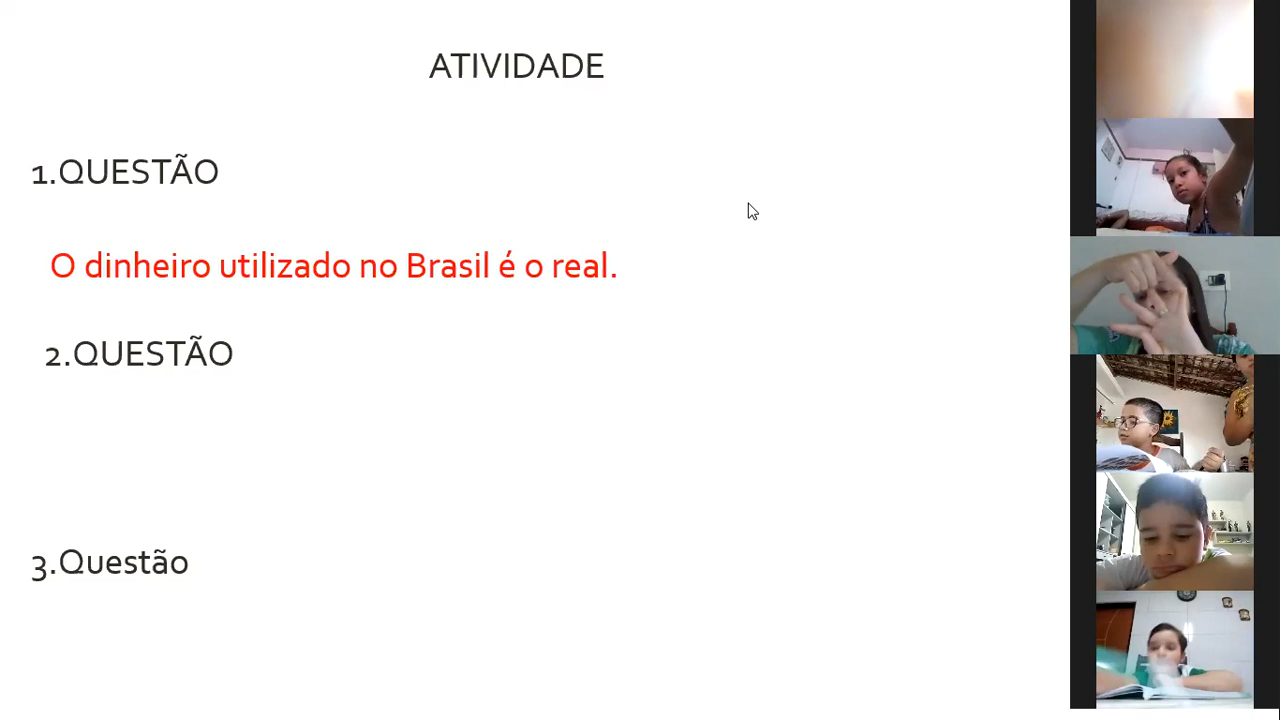 ATIVIDADE
1.QUESTÃO
O dinheiro utilizado no Brasil é o real.
2.QUESTÃO
3.Questão